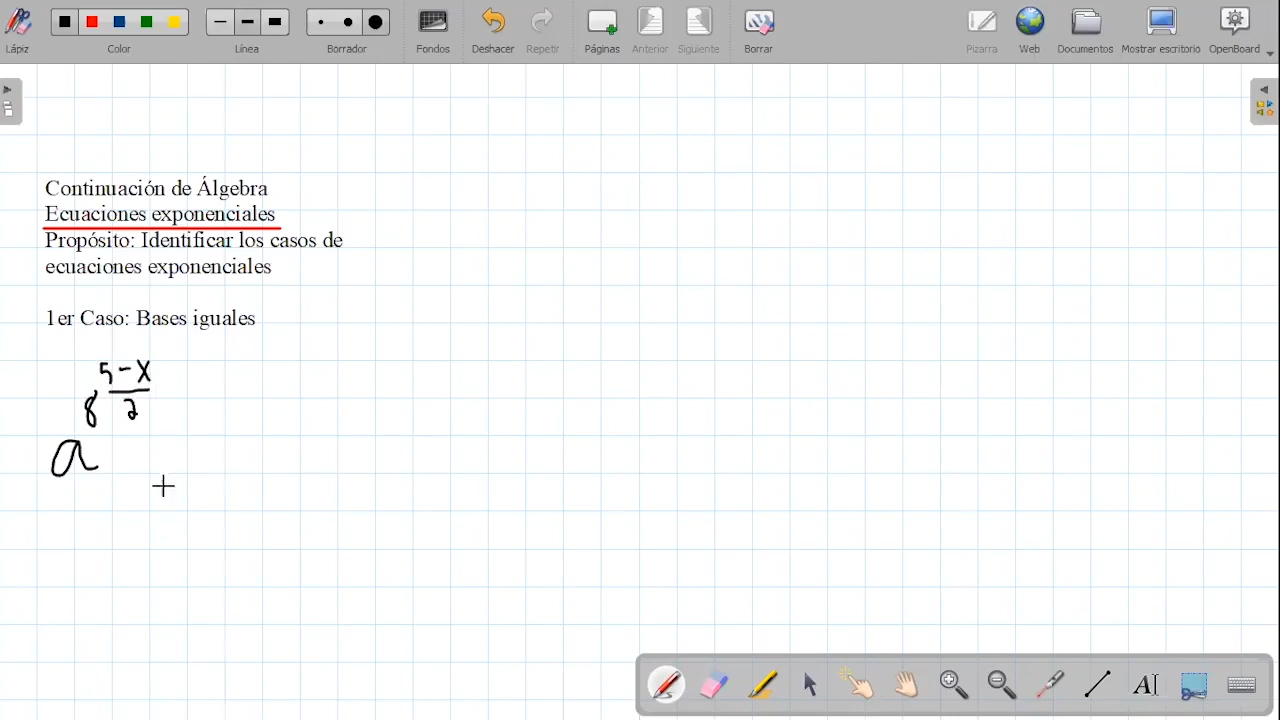 Lápiz Color Línea Borrador Fondos Deshacer Repetir Páginas Anterior Siguiente Borrar Pizarra Web Documentos Mostrar escritorio OpenBoard
Continuación de Álgebra
Ecuaciones exponenciales
Propósito: Identificar los casos de
ecuaciones exponenciales
1er Caso: Bases iguales
5-x
8 2
a